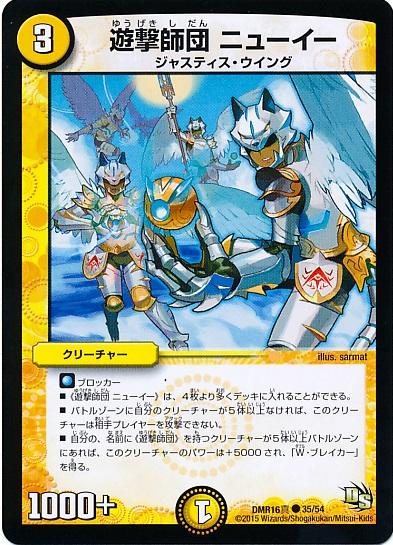 3
ゆうげきしだん
遊撃師団 ニューイー
ジャスティス・ウイング
illus. sarmat
クリーチャー
ブロッカー
■《遊撃師団 ニューイー》は、4枚より多くデッキに入れることができる。
■バトルゾーンに自分のクリーチャーが5体以上なければ、このクリー
チャーは相手プレイヤーを攻撃できない。
■自分の、名前に《遊撃師団》を持つクリーチャーが5体以上バトルゾー
ンにあれば、このクリーチャーのパワーは+5000され、「W・ブレイカー」
を得る。
1000+
1
DMR16真 ●35/54
©2015 Wizards/Shogakukan/Mitsui-Kids
DS